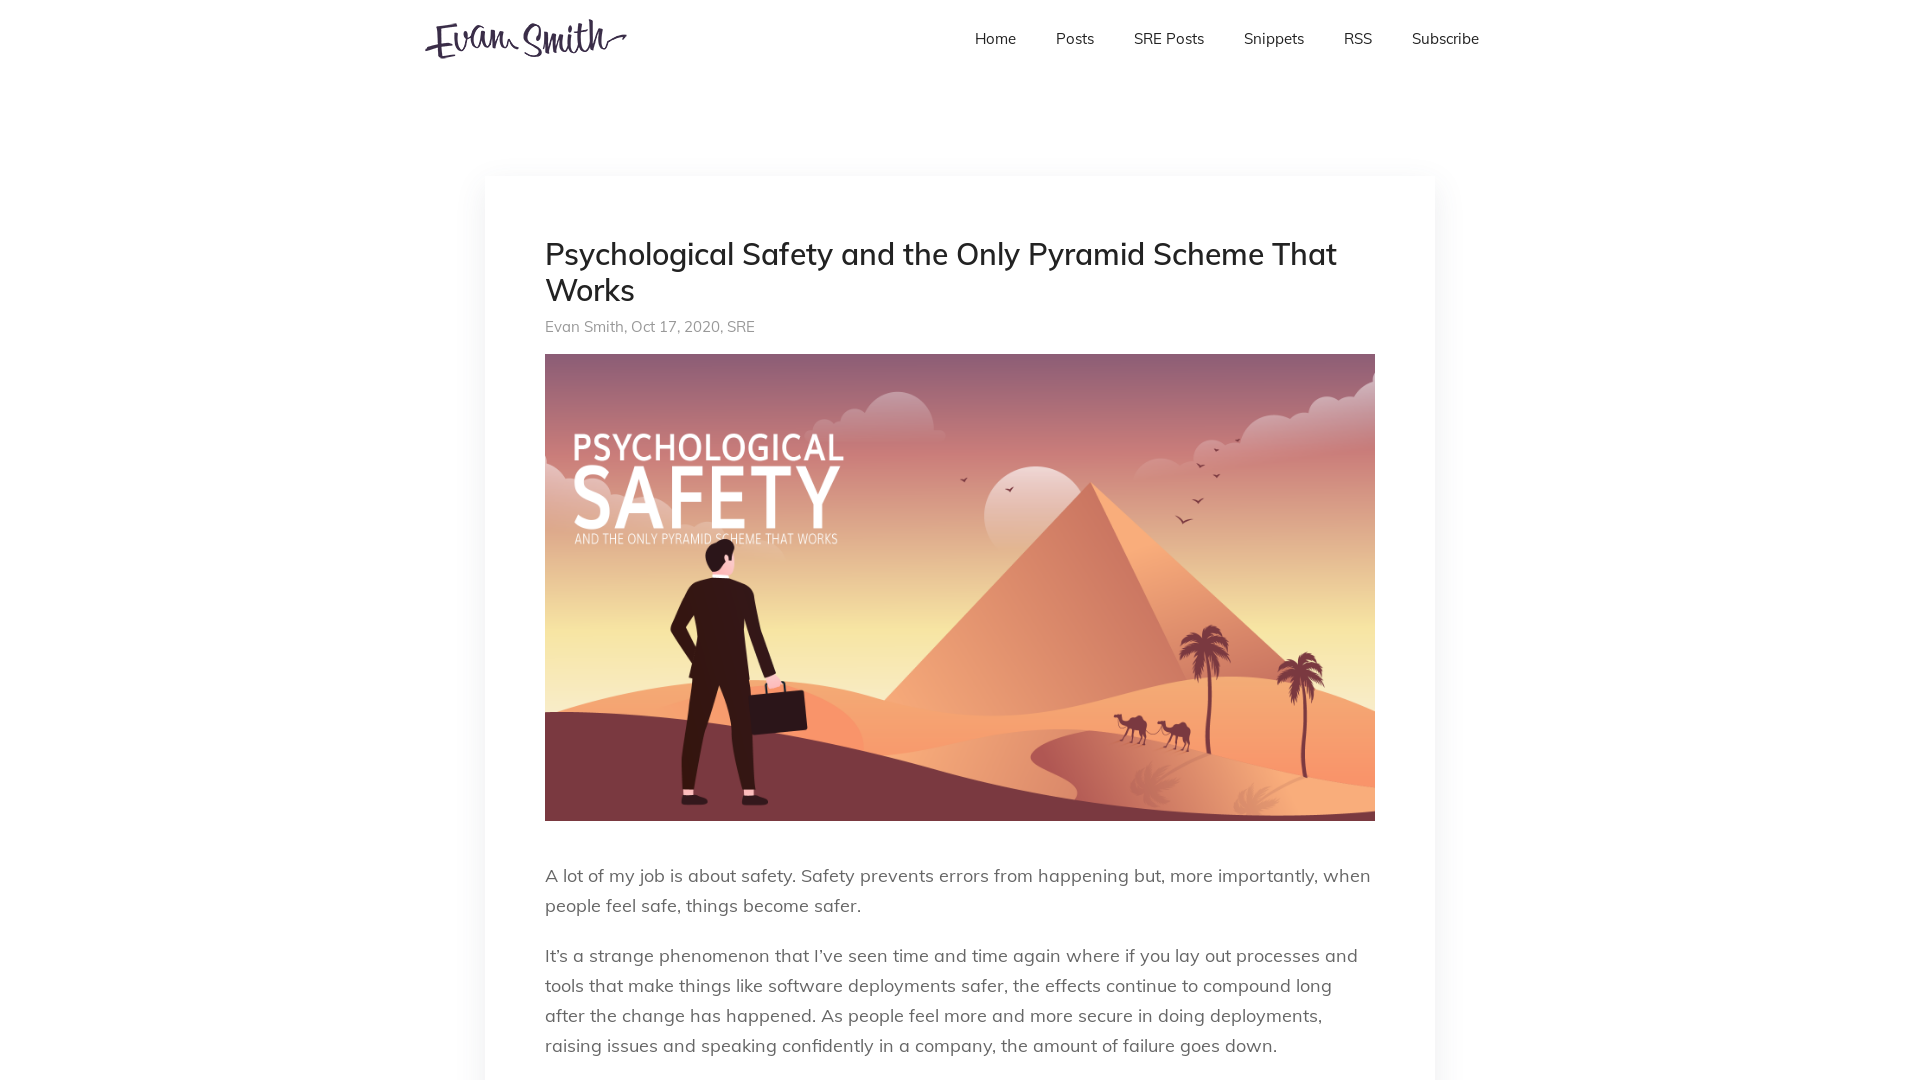 Evan Smith
Home
Posts
SRE Posts
Snippets
RSS
Subscribe
Psychological Safety and the Only Pyramid Scheme That
Works
Evan Smith, Oct 17, 2020, SRE
PSYCHOLOGICAL
SAFETY
AND THE ONLY PYRAMID SCHEME THAT WORKS
A lot of my job is about safety. Safety prevents errors from happening but, more importantly, when
people feel safe, things become safer.
It’s a strange phenomenon that I’ve seen time and time again where if you lay out processes and
tools that make things like software deployments safer, the effects continue to compound long
after the change has happened. As people feel more and more secure in doing deployments,
raising issues and speaking confidently in a company, the amount of failure goes down.